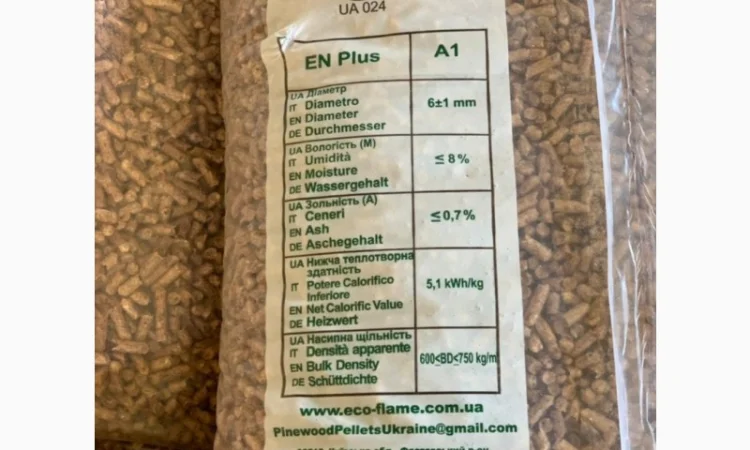 UA 024
EN Plus A1
UA Діаметр
IT Diametro
EN Diameter
DE Durchmesser
6±1 mm
UA Вологість (M)
IT Umidità
EN Moisture
DE Wassergehalt
≤ 8%
UA Зольність (A)
IT Ceneri
EN Ash
DE Aschegehalt
≤0,7%
UA Нижча теплотворна
здатність
IT Potere Calorifico
Inferiore
EN Net Calorific Value
DE Heizwert
5,1 kWh/kg
UA Насипна щільність
IT Densità apparente
EN Bulk Density
DE Schüttdichte
600≤BD≤750 kg/m
www.eco-flame.com.ua
PinewoodPelletsUkraine@gmail.com